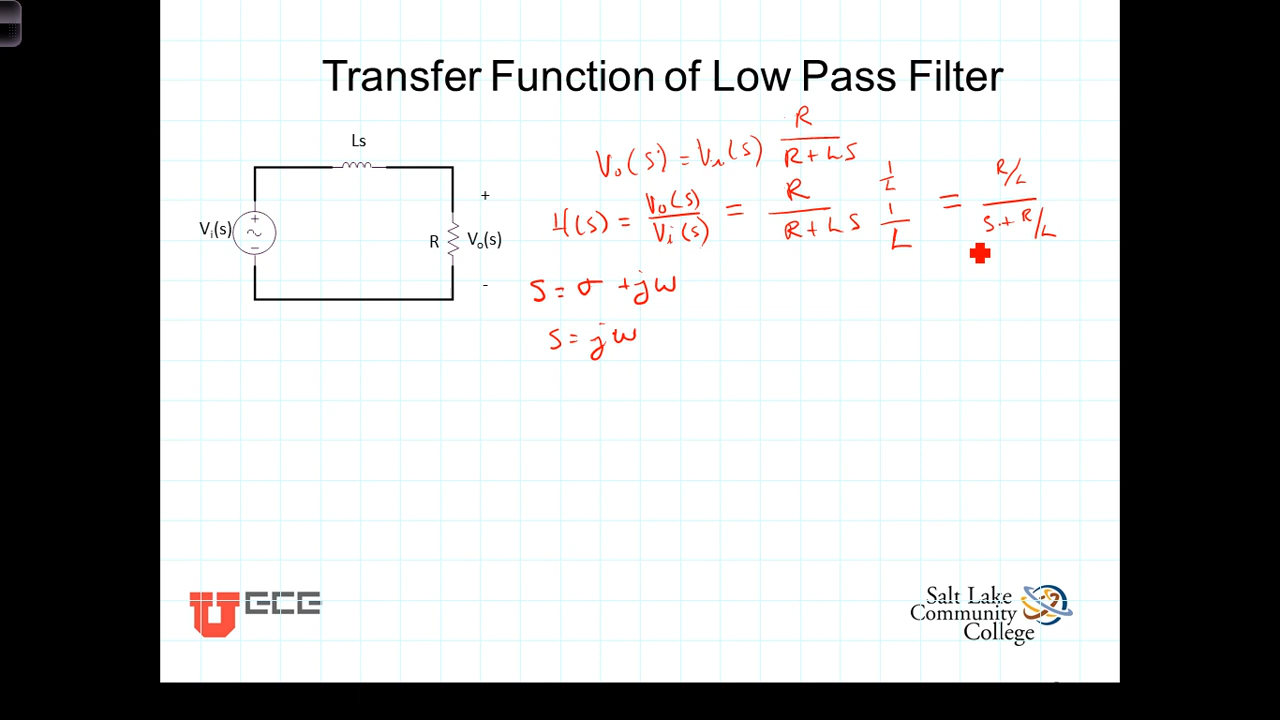 Transfer Function of Low Pass Filter
Ls
Vi(s)
+
~
−
R
+
Vo(s)
-
Vo(s) = Vi(s) R / (R + LS)
H(s) = Vo(s) / Vi(s) = R / (R + LS) (1/L) / (1/L) = (R/L) / (S + R/L)
S = σ + jω
S = jω
U ECE
Salt Lake
Community
College